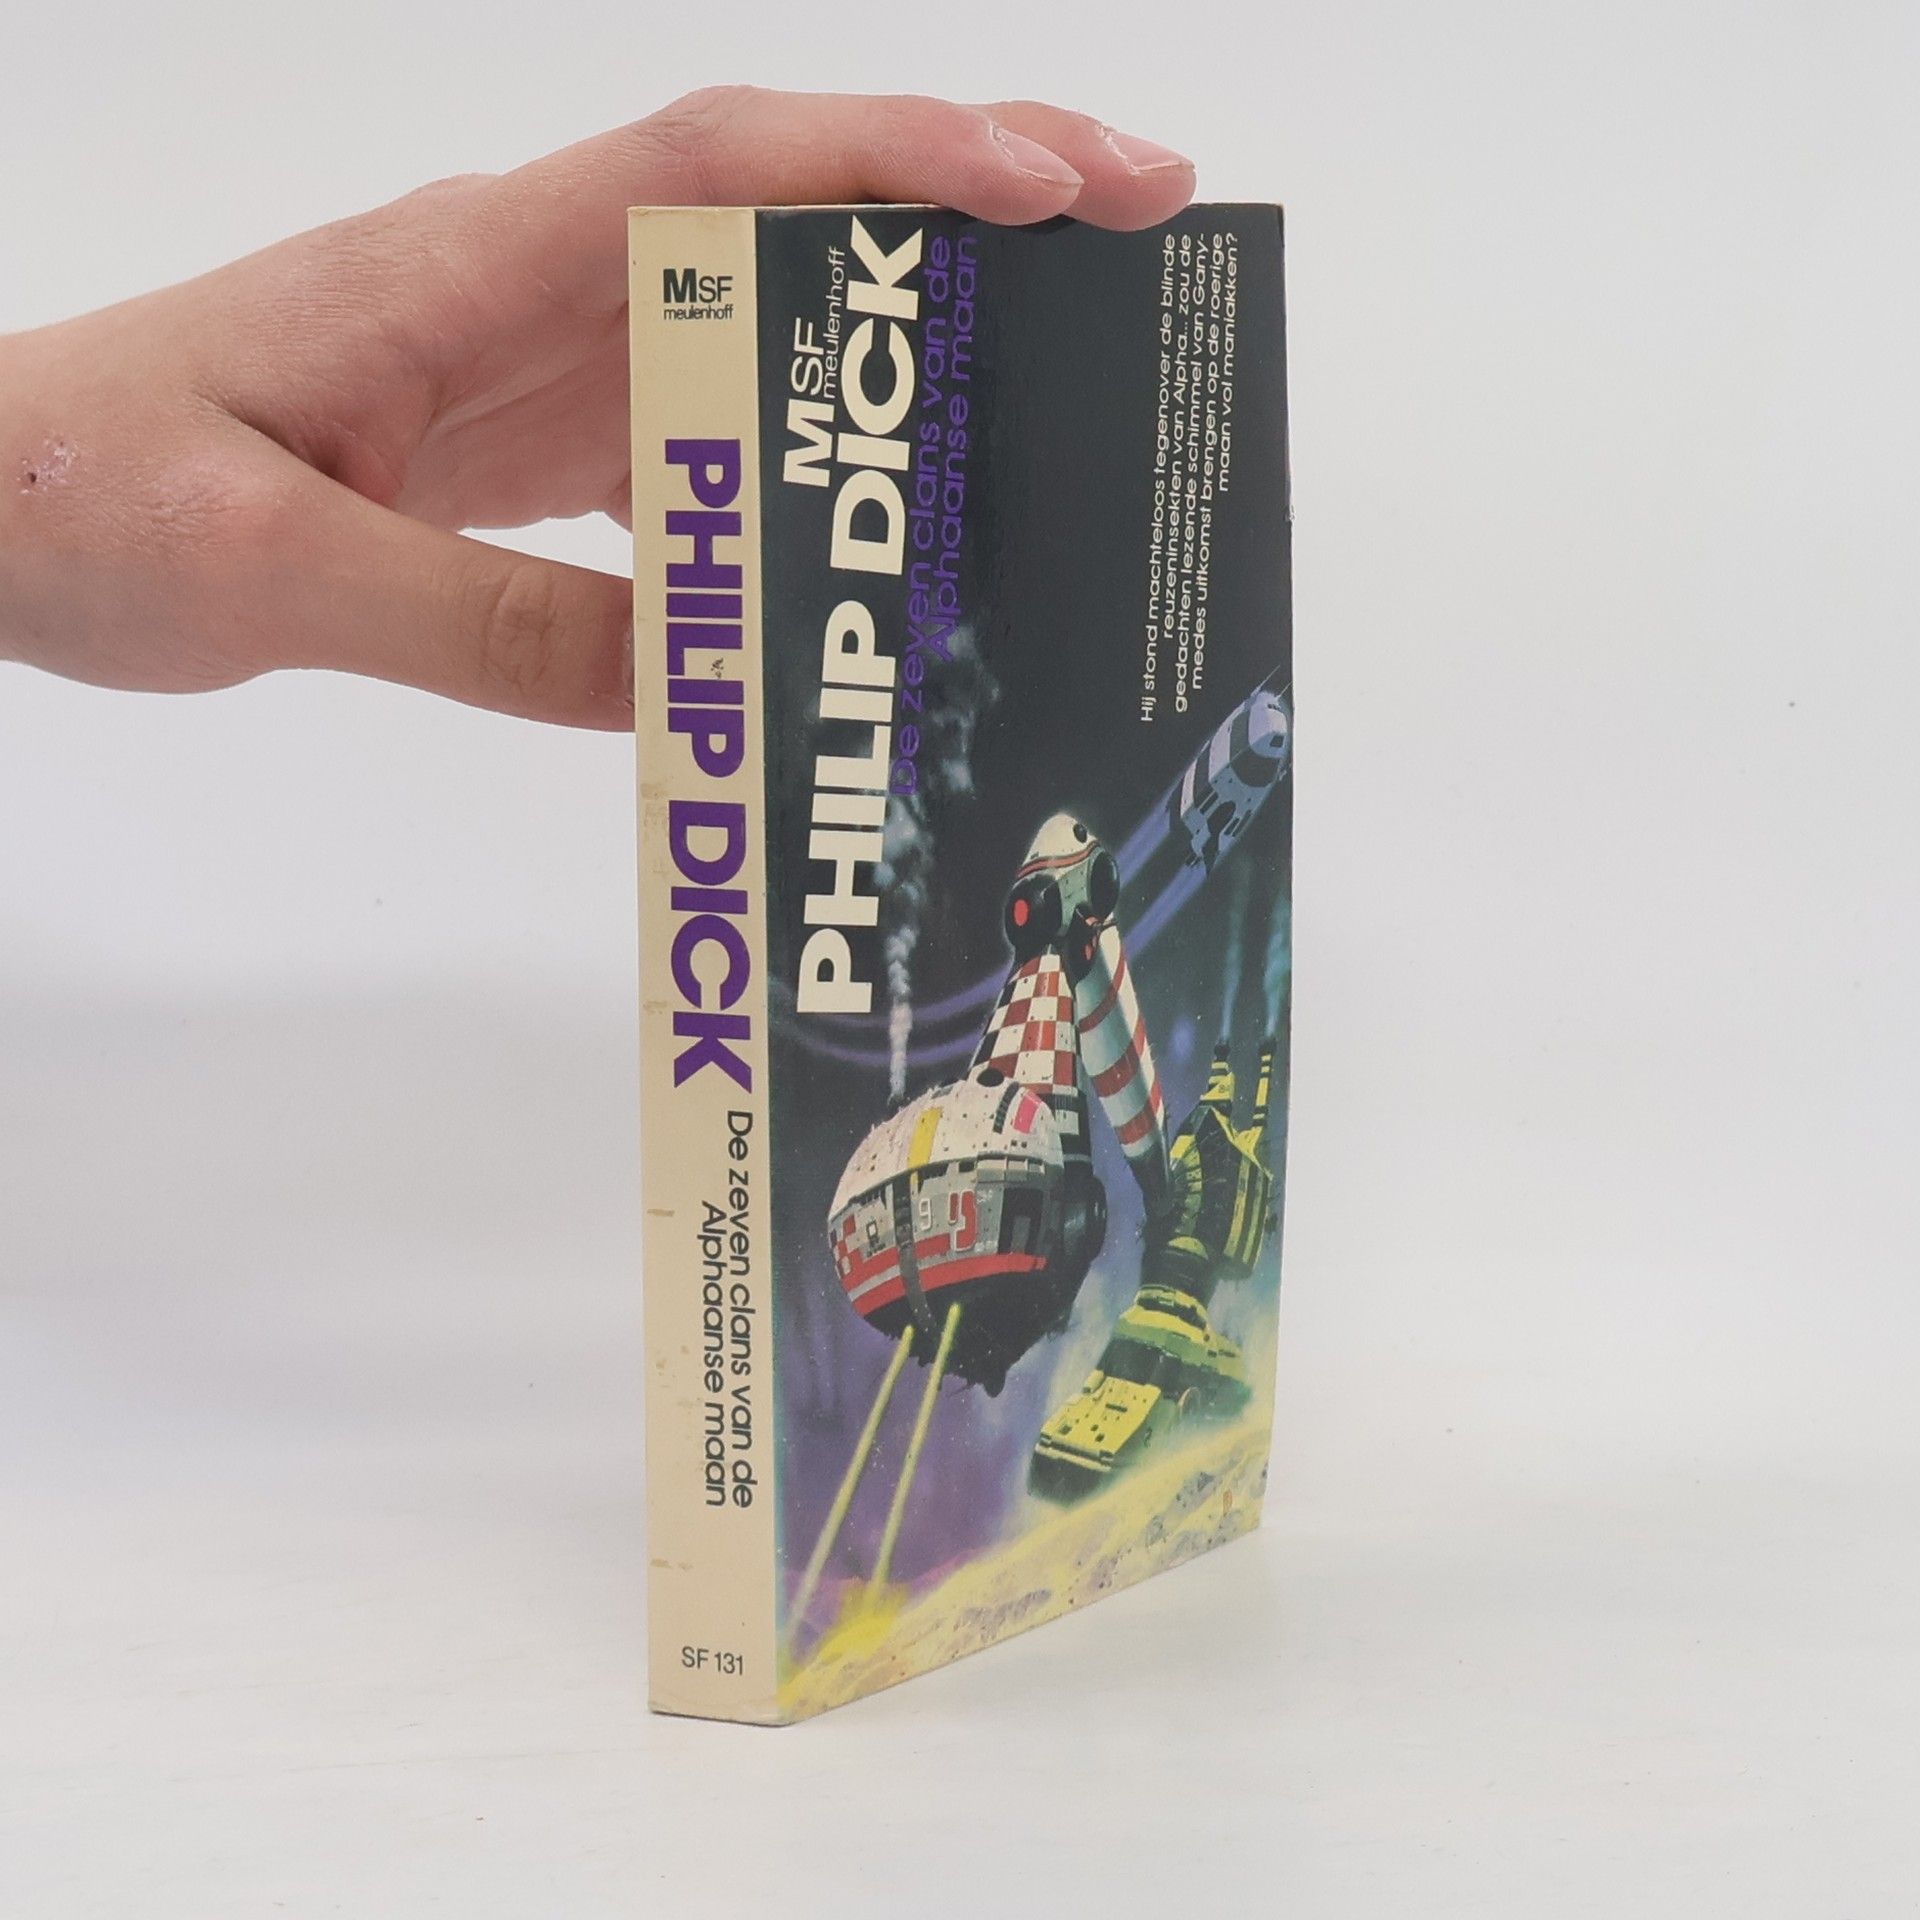 MSF
meulenhoff
PHILIP DICK
De zeven clans van de
Alphaanse maan
SF 131
MSF
meulenhoff
PHILIP DICK
De zeven clans van de
Alphaanse maan
Hij stond machteloos tegenover de blinde
reuzeninsekten van Alpha... zou de
gedachten lezende schimmel van Gany-
medes uitkomst brengen op de roerige
maan vol maniakken?
9